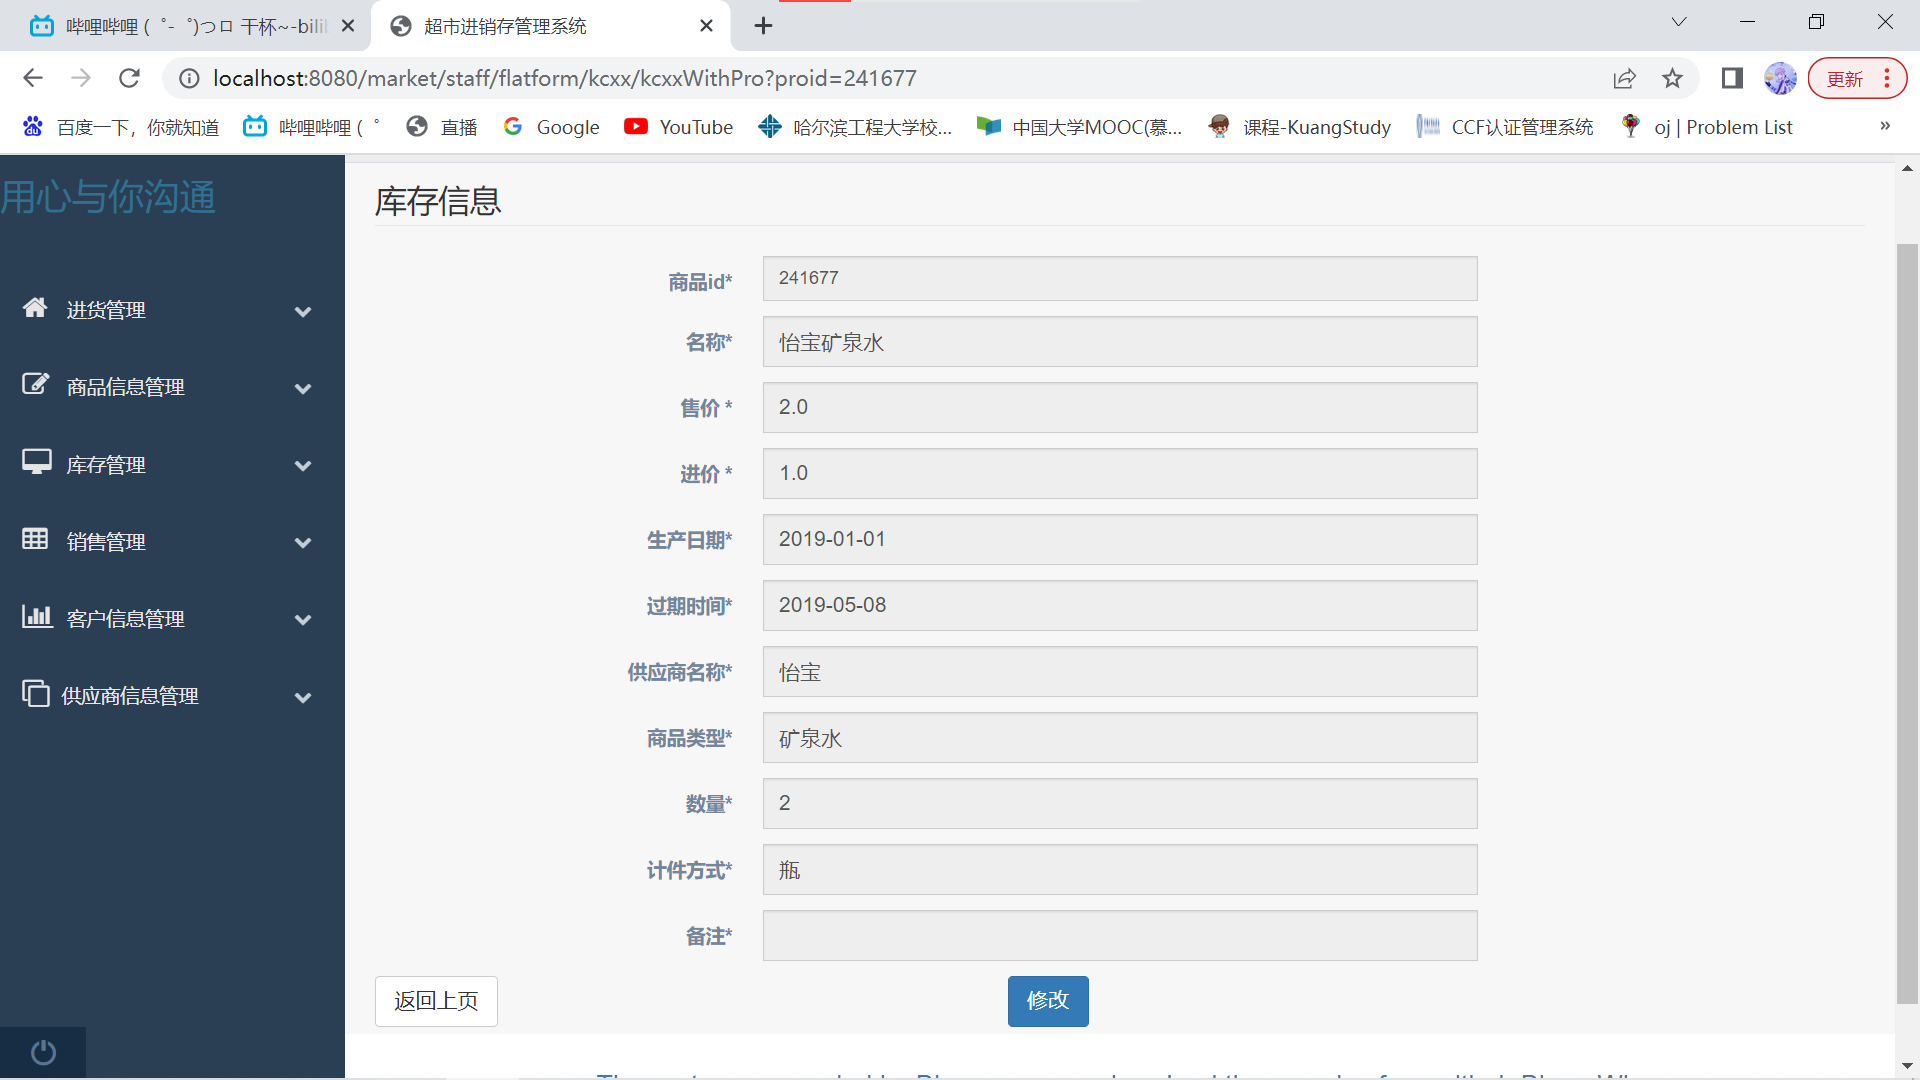 哔哩哔哩 (゜-゜)つロ 干杯~-bili
超市进销存管理系统
localhost:8080/market/staff/flatform/kcxx/kcxxWithPro?proid=241677
更新
百度一下，你就知道
哔哩哔哩 (゜
直播
Google
YouTube
哈尔滨工程大学校...
中国大学MOOC(慕...
课程-KuangStudy
CCF认证管理系统
oj | Problem List
»
用心与你沟通
进货管理
商品信息管理
库存管理
销售管理
客户信息管理
供应商信息管理
库存信息
商品id* 241677
名称* 怡宝矿泉水
售价 * 2.0
进价 * 1.0
生产日期* 2019-01-01
过期时间* 2019-05-08
供应商名称* 怡宝
商品类型* 矿泉水
数量* 2
计件方式* 瓶
备注*
返回上页
修改